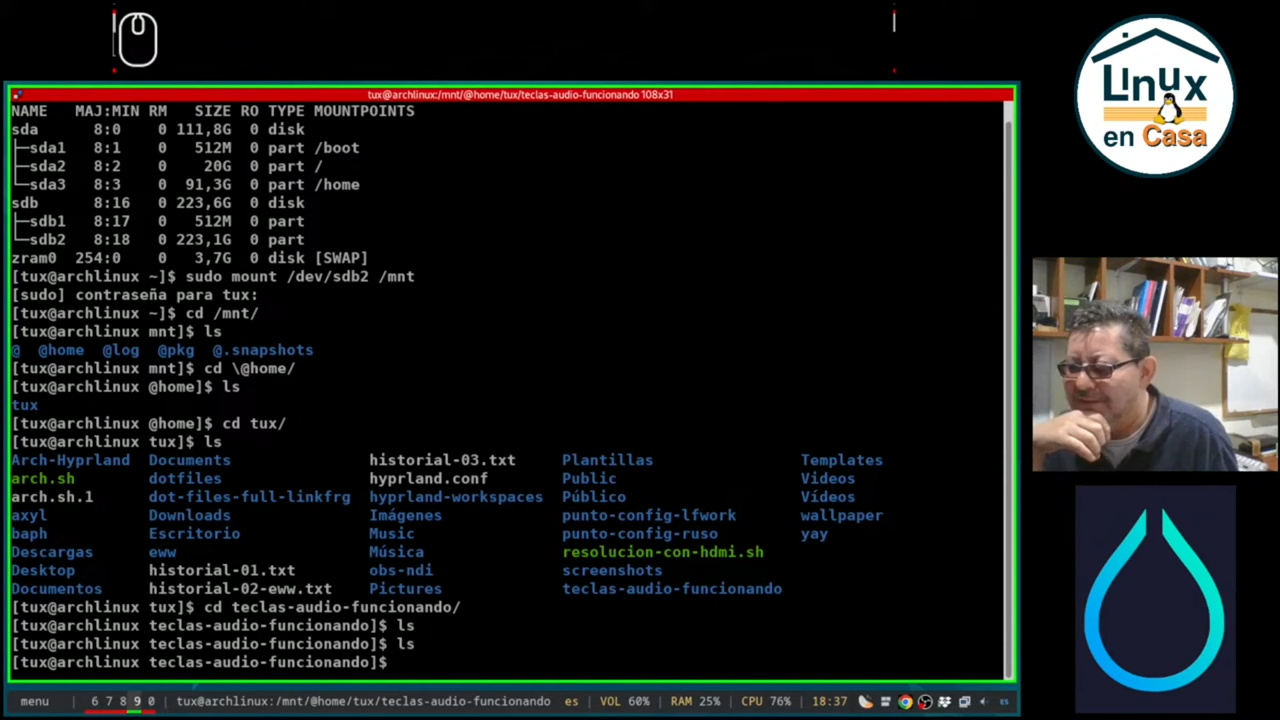 tux@archlinux:/mnt/@home/tux/teclas-audio-funcionando 108x31
NAME MAJ:MIN RM SIZE RO TYPE MOUNTPOINTS
sda 8:0 0 111,8G 0 disk
├─sda1 8:1 0 512M 0 part /boot
├─sda2 8:2 0 20G 0 part /
└─sda3 8:3 0 91,3G 0 part /home
sdb 8:16 0 223,6G 0 disk
├─sdb1 8:17 0 512M 0 part
└─sdb2 8:18 0 223,1G 0 part
zram0 254:0 0 3,7G 0 disk [SWAP]
[tux@archlinux ~]$ sudo mount /dev/sdb2 /mnt
[sudo] contraseña para tux:
[tux@archlinux ~]$ cd /mnt/
[tux@archlinux mnt]$ ls
@ @home @log @pkg @.snapshots
[tux@archlinux mnt]$ cd \@home/
[tux@archlinux @home]$ ls
tux
[tux@archlinux @home]$ cd tux/
[tux@archlinux tux]$ ls
Arch-Hyprland Documents historial-03.txt Plantillas Templates
arch.sh dotfiles hyprland.conf Public Videos
arch.sh.1 dot-files-full-linkfrg hyprland-workspaces Público Vídeos
axyl Downloads Imágenes punto-config-lfwork wallpaper
baph Escritorio Music punto-config-ruso yay
Descargas eww Música resolucion-con-hdmi.sh
Desktop historial-01.txt obs-ndi screenshots
Documentos historial-02-eww.txt Pictures teclas-audio-funcionando
[tux@archlinux tux]$ cd teclas-audio-funcionando/
[tux@archlinux teclas-audio-funcionando]$ ls
[tux@archlinux teclas-audio-funcionando]$ ls
[tux@archlinux teclas-audio-funcionando]$
menu | 6 7 8 9 0 | tux@archlinux:/mnt/@home/tux/teclas-audio-funcionando es | VOL 60% | RAM 25% | CPU 76% | 18:37 ES
Linux
en Casa